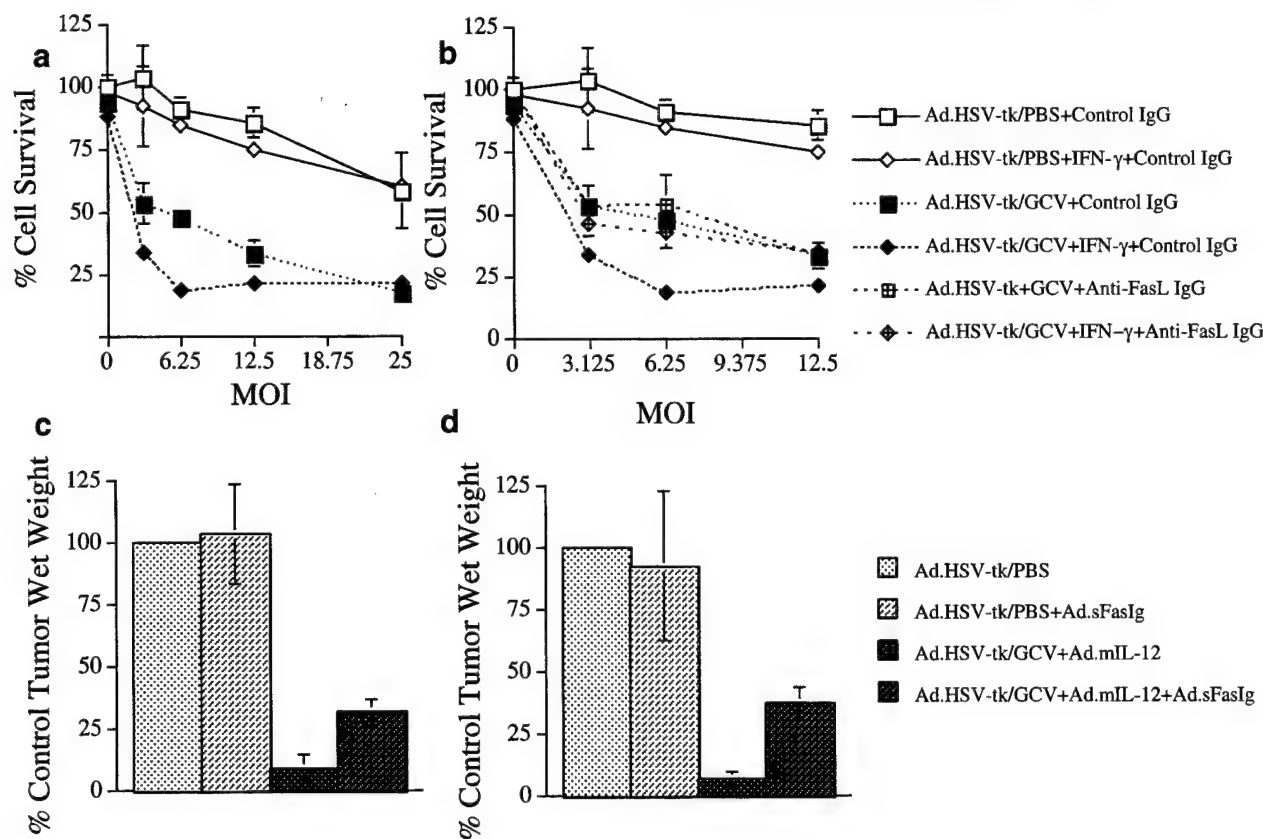 a
% Cell Survival
125
100
75
50
25
0
6.25
12.5
18.75
25
MOI
b
% Cell Survival
125
100
75
50
25
0
0
3.125
6.25
9.375
12.5
MOI
Ad.HSV-tk/PBS+Control IgG
Ad.HSV-tk/PBS+IFN-γ+Control IgG
Ad.HSV-tk/GCV+Control IgG
Ad.HSV-tk/GCV+IFN-γ+Control IgG
Ad.HSV-tk+GCV+Anti-FasL IgG
Ad.HSV-tk/GCV+IFN-γ+Anti-FasL IgG
c
% Control Tumor Wet Weight
125
100
75
50
25
0
d
% Control Tumor Wet Weight
125
100
75
50
25
0
Ad.HSV-tk/PBS
Ad.HSV-tk/PBS+Ad.sFasIg
Ad.HSV-tk/GCV+Ad.mIL-12
Ad.HSV-tk/GCV+Ad.mIL-12+Ad.sFasIg